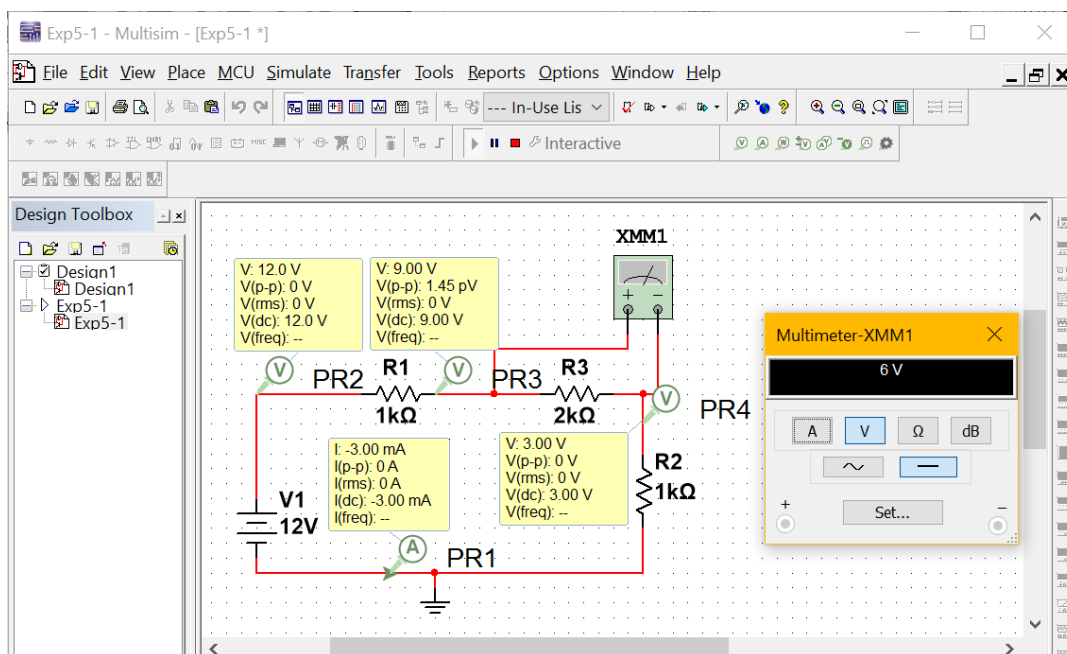 Exp5-1 - Multisim - [Exp5-1 *]
File Edit View Place MCU Simulate Transfer Tools Reports Options Window Help
--- In-Use Lis
Interactive
Design Toolbox
Design1
Design1
Exp5-1
Exp5-1
XMM1
+ −
V: 12.0 V
V(p-p): 0 V
V(rms): 0 V
V(dc): 12.0 V
V(freq): --
V: 9.00 V
V(p-p): 1.45 pV
V(rms): 0 V
V(dc): 9.00 V
V(freq): --
V
PR2
R1
1kΩ
V
PR3
R3
2kΩ
V
PR4
I: -3.00 mA
I(p-p): 0 A
I(rms): 0 A
I(dc): -3.00 mA
I(freq): --
V: 3.00 V
V(p-p): 0 V
V(rms): 0 V
V(dc): 3.00 V
V(freq): --
R2
1kΩ
V1
12V
A
PR1
Multimeter-XMM1
6 V
A V Ω dB
+ −
Set...